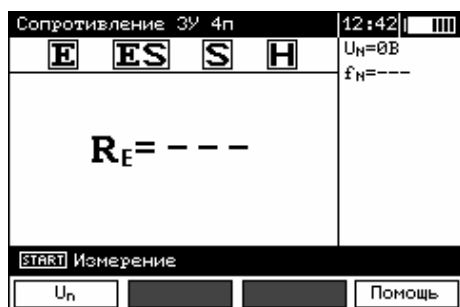 Сопротивление ЗУ 4п
12:42
E ES S H
UN=0В
fN=---
RE= ---
START Измерение
Un
Помощь